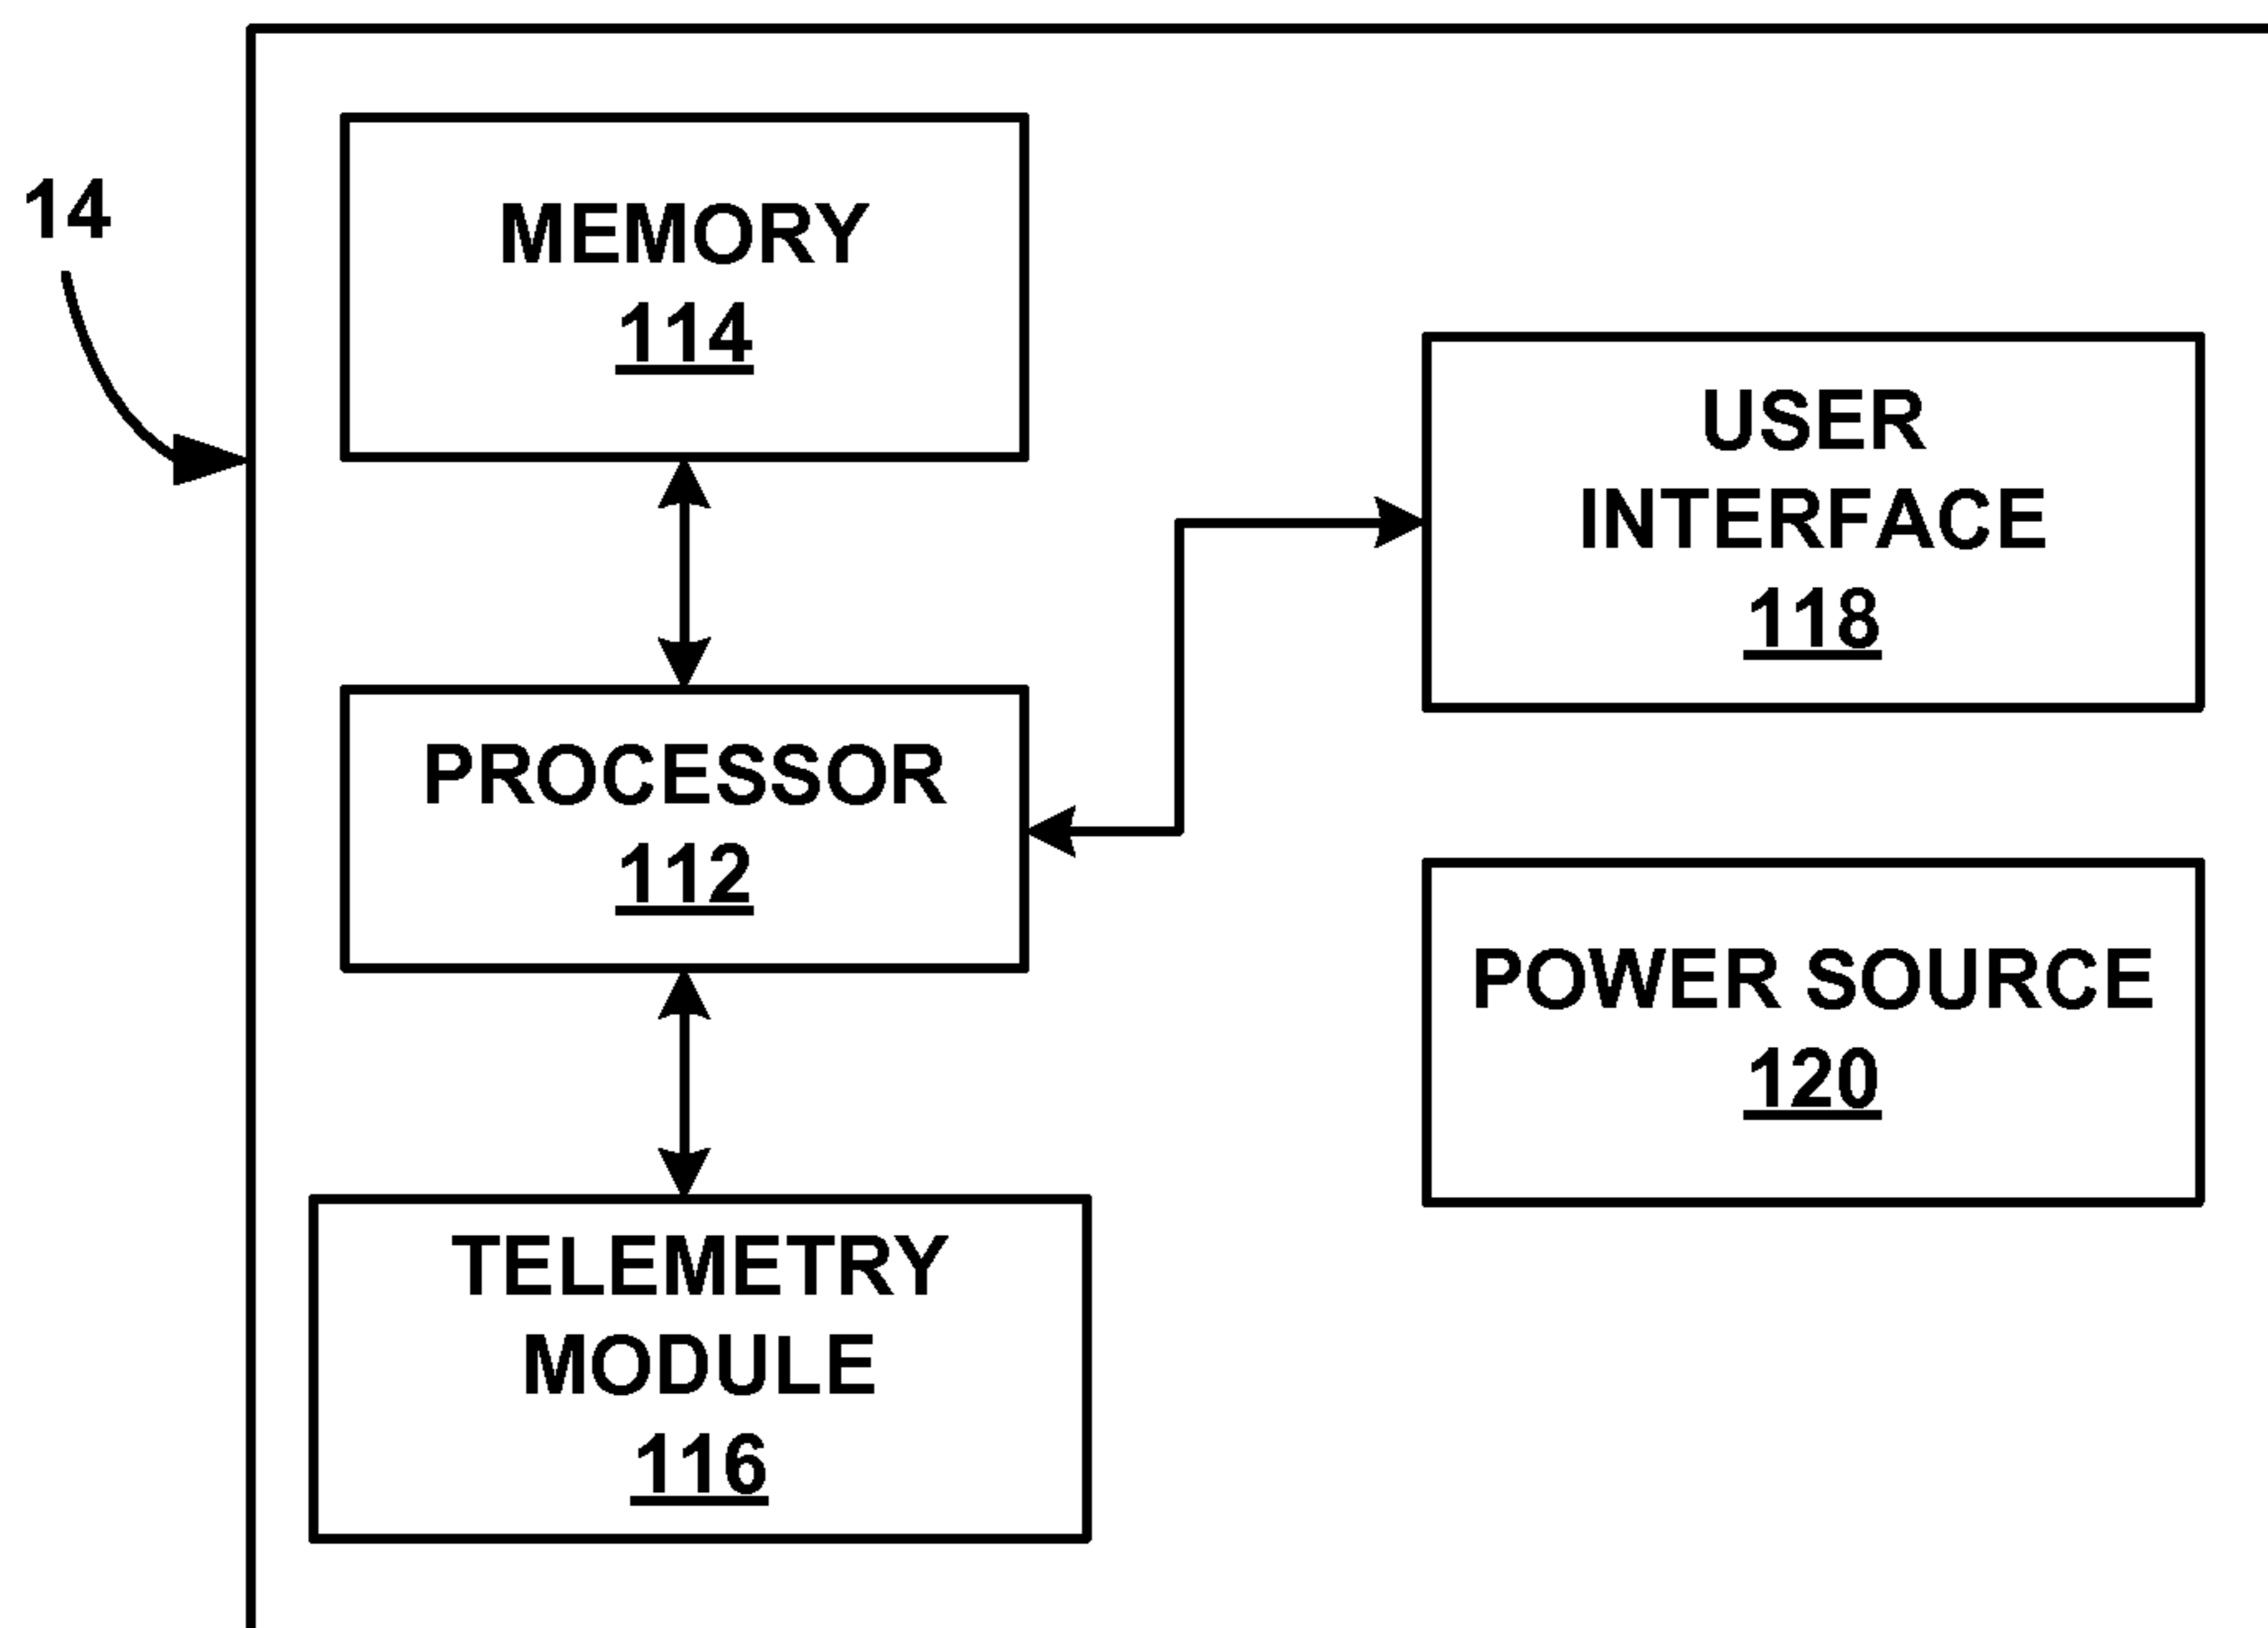 14
MEMORY
114
USER
INTERFACE
118
PROCESSOR
112
POWER SOURCE
120
TELEMETRY
MODULE
116